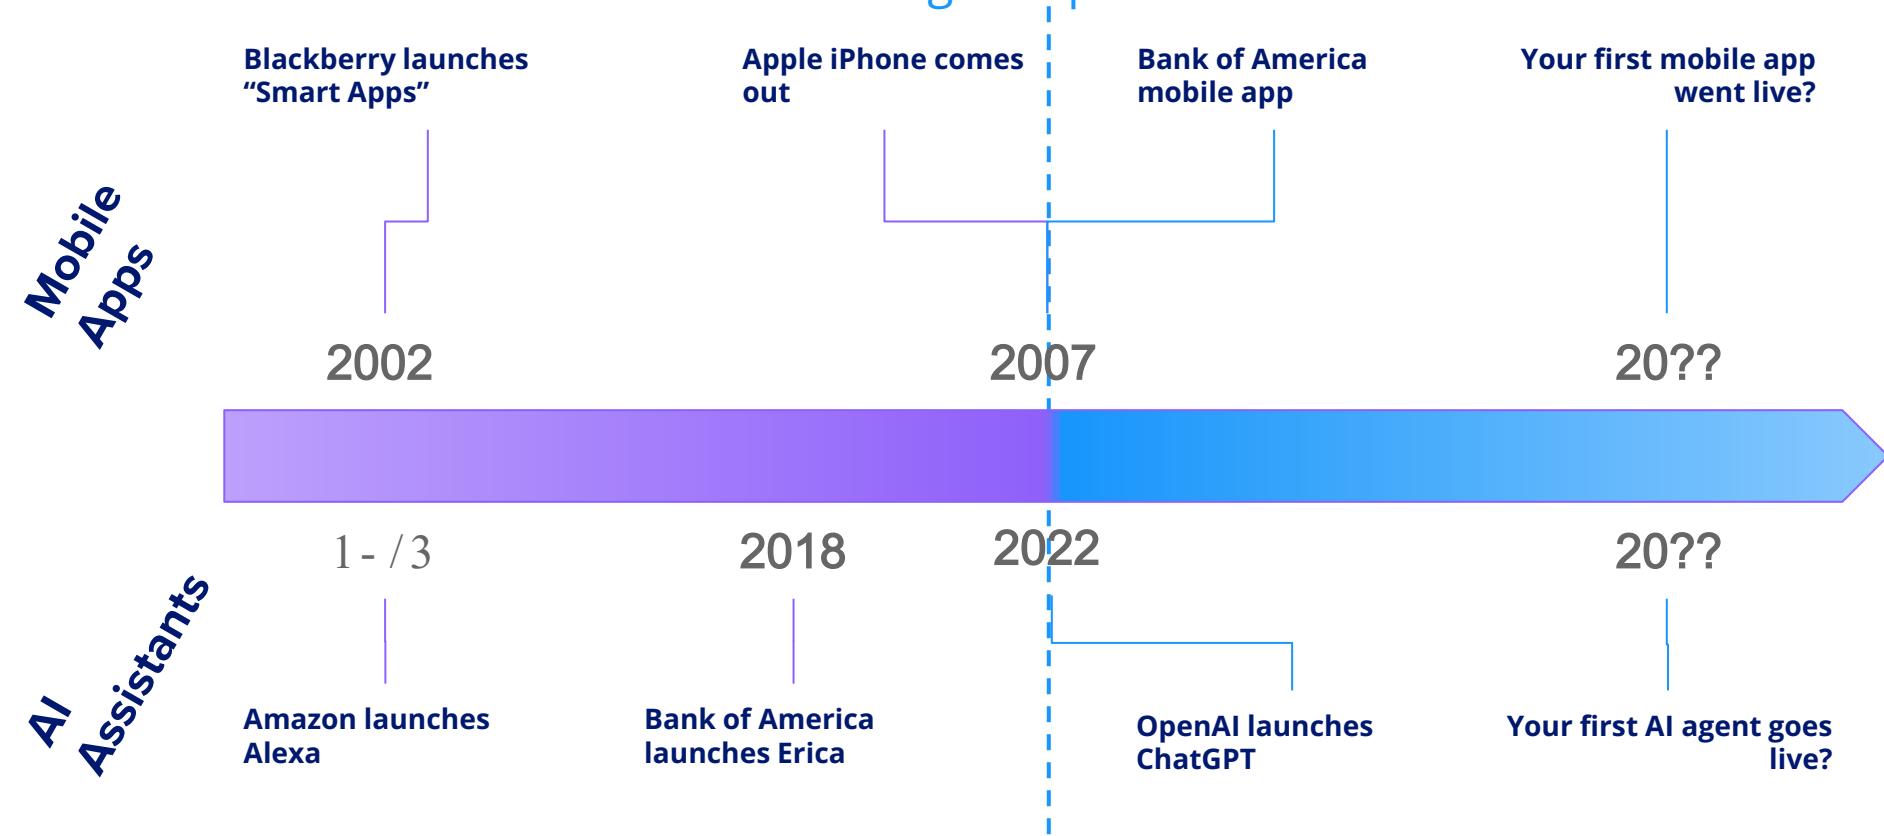 Blackberry launches
“Smart Apps”
Apple iPhone comes
out
Bank of America
mobile app
Your first mobile app
went live?
Mobile
Apps
2002
2007
20??
1- /3
2018
2022
20??
AI
Assistants
Amazon launches
Alexa
Bank of America
launches Erica
OpenAI launches
ChatGPT
Your first AI agent goes
live?